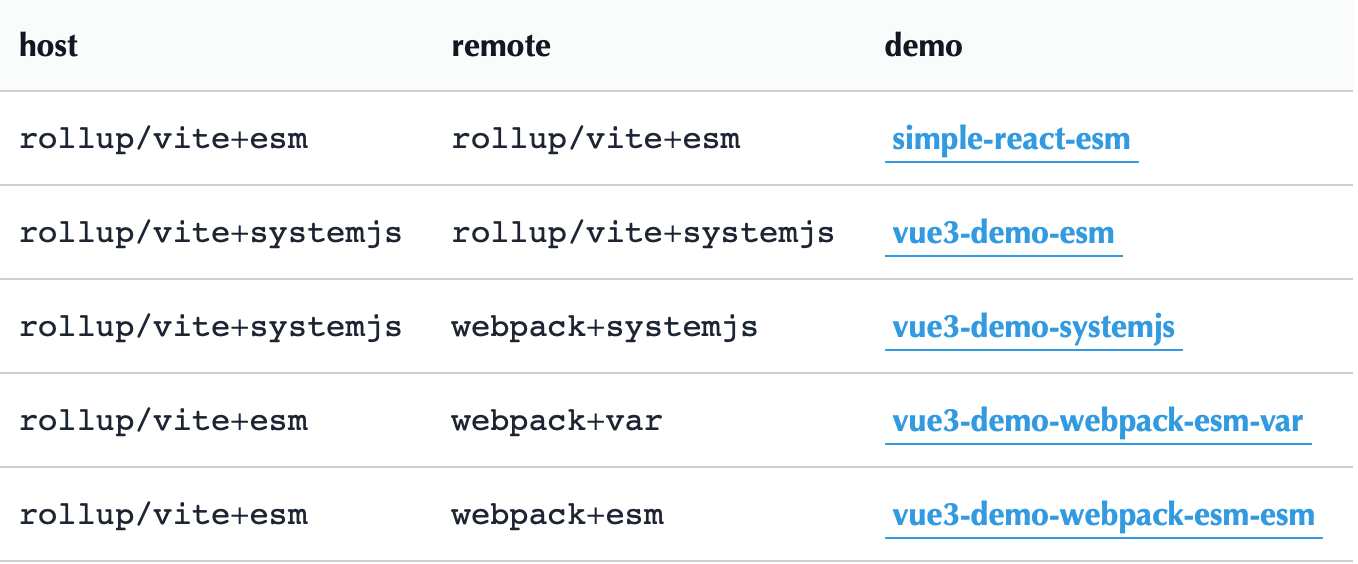 host remote demo
rollup/vite+esm rollup/vite+esm simple-react-esm
rollup/vite+systemjs rollup/vite+systemjs vue3-demo-esm
rollup/vite+systemjs webpack+systemjs vue3-demo-systemjs
rollup/vite+esm webpack+var vue3-demo-webpack-esm-var
rollup/vite+esm webpack+esm vue3-demo-webpack-esm-esm